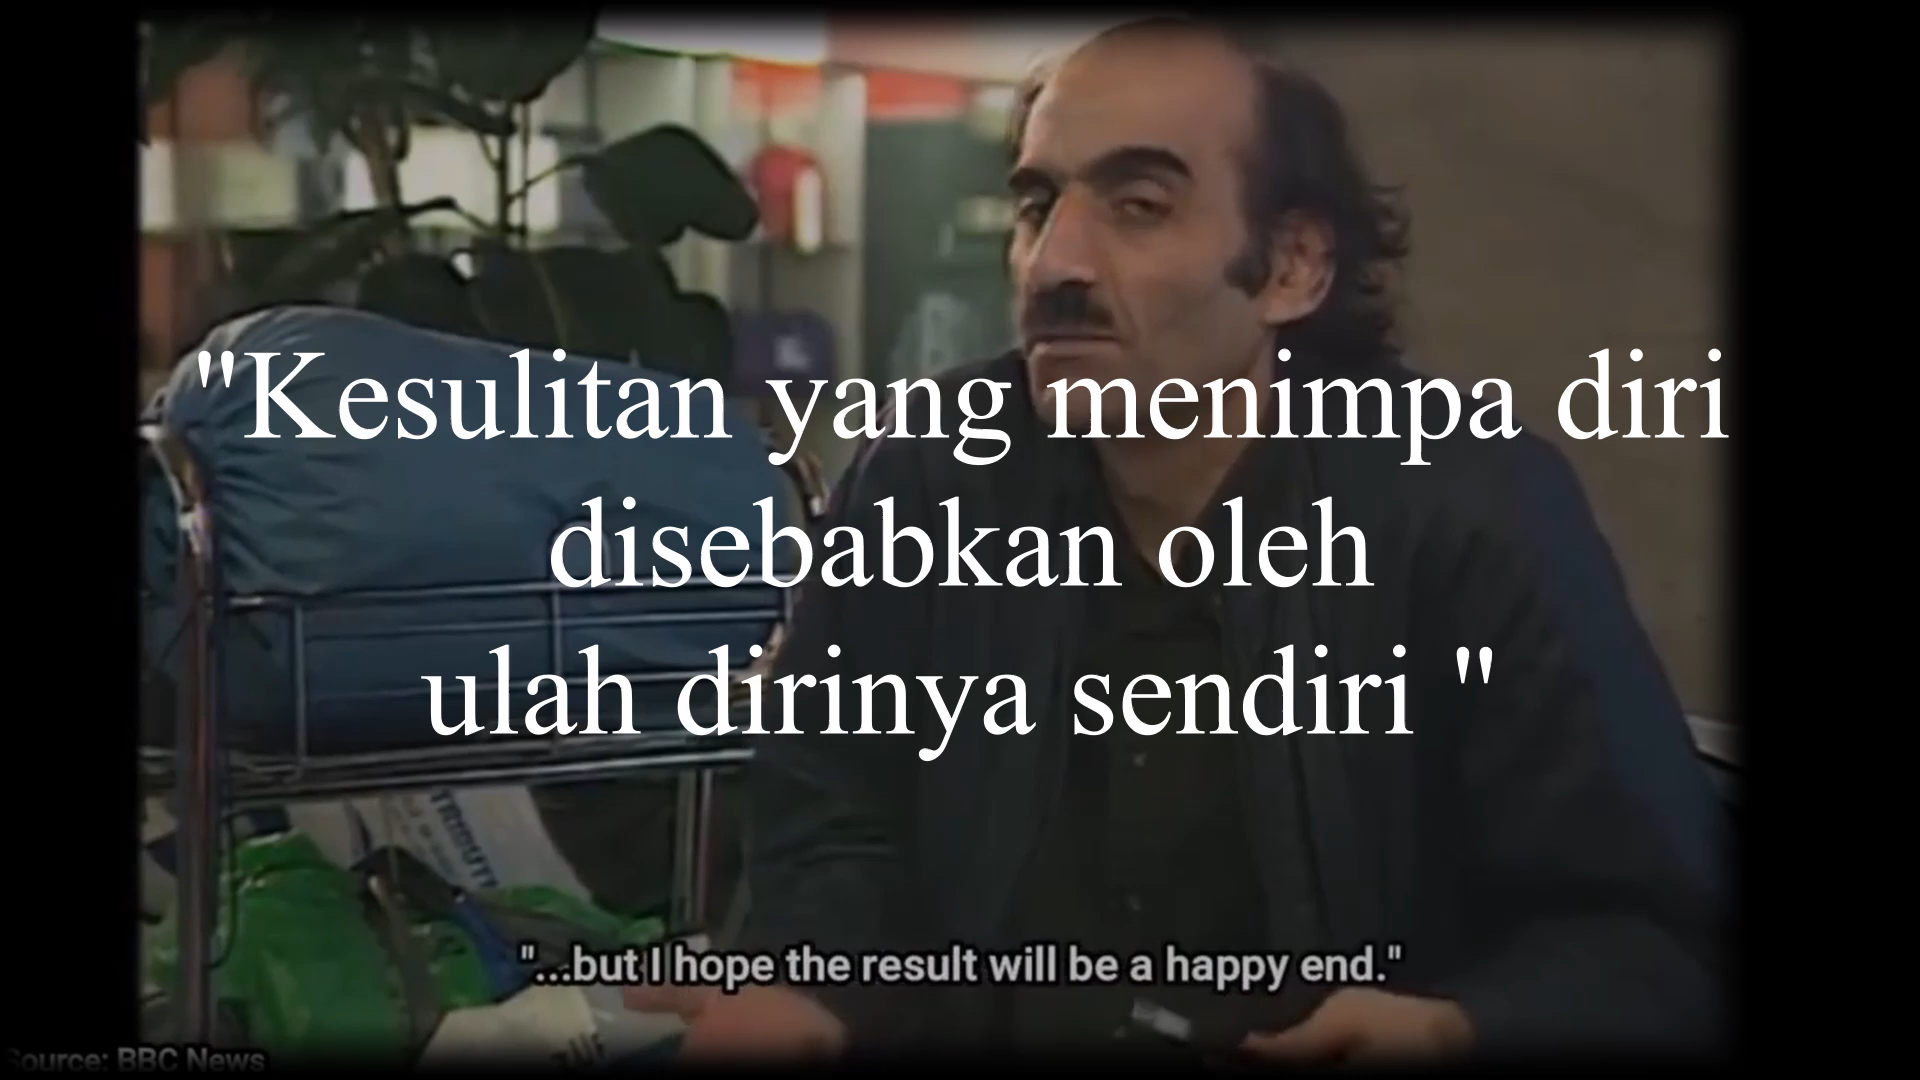 "Kesulitan yang menimpa diri
disebabkan oleh
ulah dirinya sendiri "
"...but I hope the result will be a happy end."
Source: BBC News